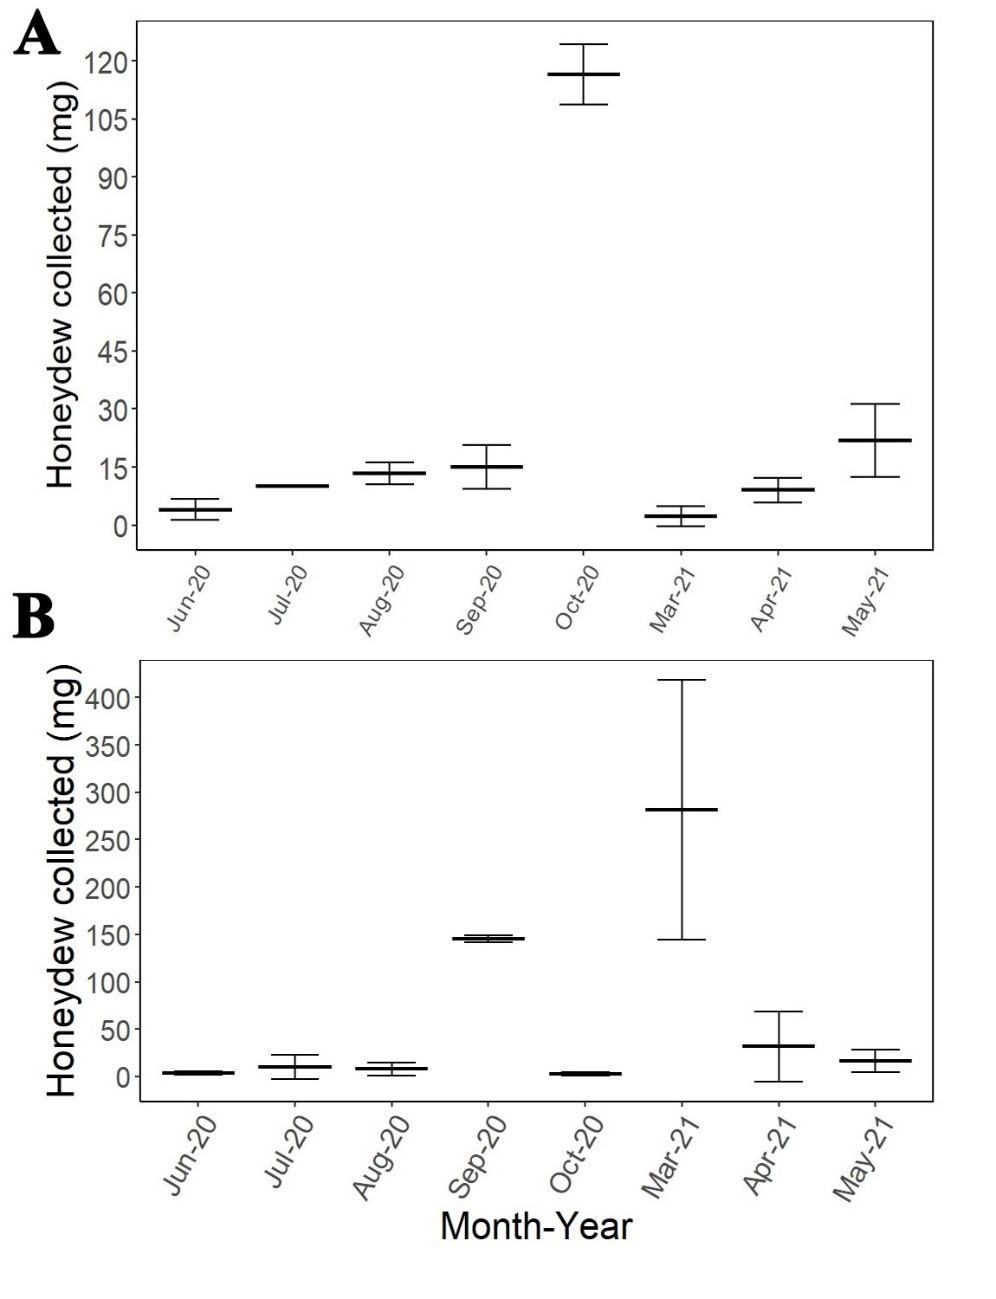 A
Honeydew collected (mg)
120
105
90
75
60
45
30
15
0
Jun-20
Jul-20
Aug-20
Sep-20
Oct-20
Mar-21
Apr-21
May-21
B
Honeydew collected (mg)
400
350
300
250
200
150
100
50
0
Jun-20
Jul-20
Aug-20
Sep-20
Oct-20
Mar-21
Apr-21
May-21
Month-Year